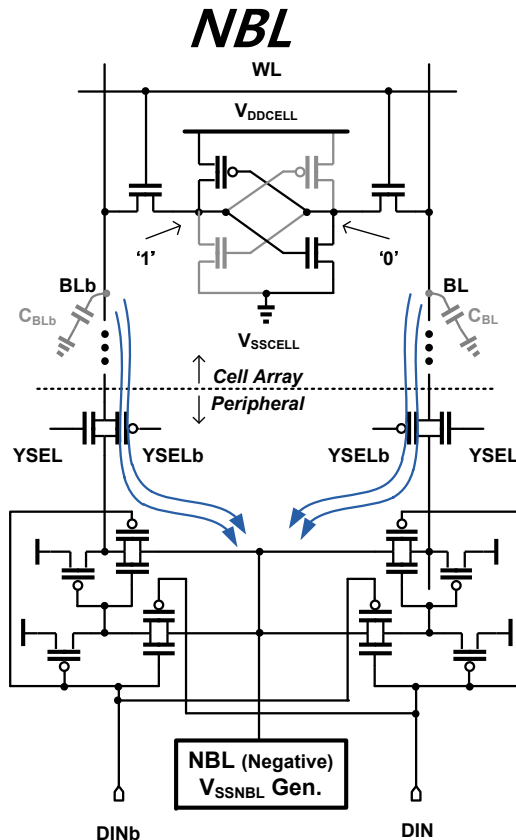 NBL
WL
VDDCELL
'1'
'0'
BLb
BL
CBLb
CBL
VSSCELL
Cell Array
Peripheral
YSEL
YSELb
YSELb
YSEL
NBL (Negative)
VSSNBL Gen.
DINb
DIN